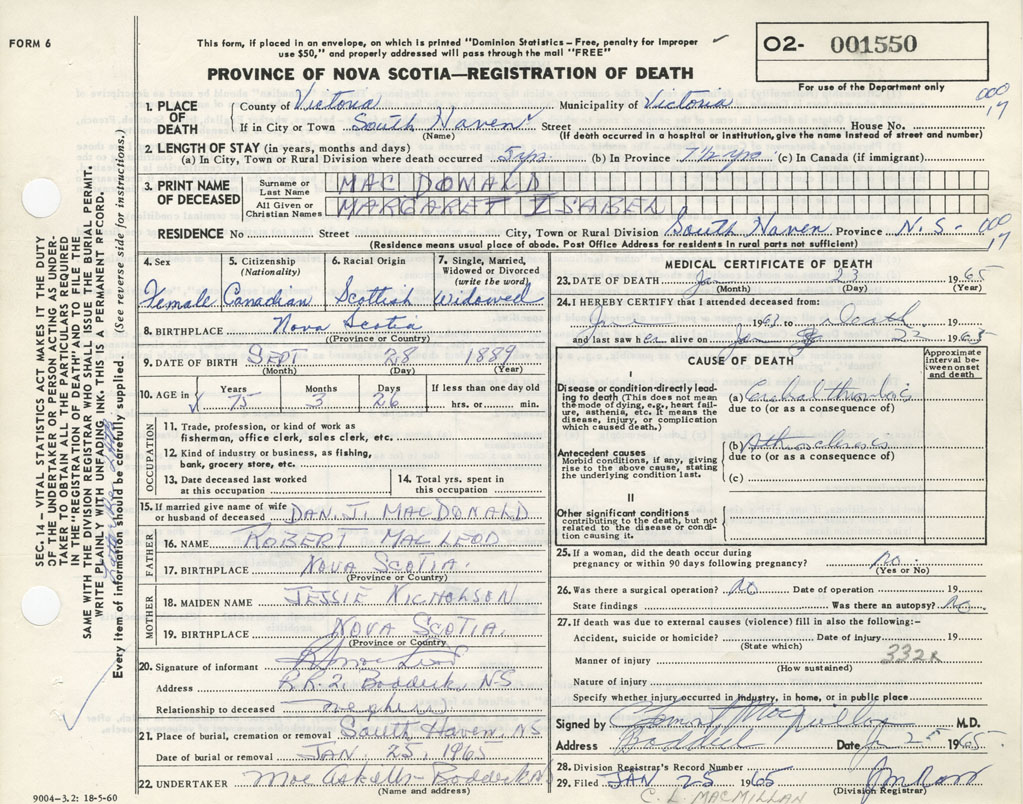 FORM 6
This form, if placed in an envelope, on which is printed "Dominion Statistics – Free, penalty for improper
use $50," and properly addressed will pass through the mail "FREE"
PROVINCE OF NOVA SCOTIA—REGISTRATION OF DEATH
02- 001550
For use of the Department only
1. PLACE OF DEATH
County of Victoria Municipality of Victoria 000 17
If in City or Town South Haven Street House No.
(Name) (If death occurred in a hospital or institution, give the name instead of street and number)
2. LENGTH OF STAY (in years, months and days)
(a) In City, Town or Rural Division where death occurred 5 yrs. (b) In Province (c) In Canada (if immigrant)
3. PRINT NAME OF DECEASED
Surname or Last Name MAC DONALD
All Given or Christian Names MARGARET ISABEL
RESIDENCE No Street City, Town or Rural Division South Haven Province N.S. 000 17
(Residence means usual place of abode. Post Office Address for residents in rural parts not sufficient)
4. Sex Female
5. Citizenship (Nationality) Canadian
6. Racial Origin Scottish
7. Single, Married, Widowed or Divorced (write the word) Widowed
8. BIRTHPLACE Nova Scotia
(Province or Country)
9. DATE OF BIRTH SEPT 28 1889
(Month) (Day) (Year)
10. AGE in Years 75 Months 3 Days 26 If less than one day old hrs. or min.
OCCUPATION
11. Trade, profession, or kind of work as
fisherman, office clerk, sales clerk, etc.
12. Kind of industry or business, as fishing,
bank, grocery store, etc.
13. Date deceased last worked at this occupation
14. Total yrs. spent in this occupation
15. If married give name of wife or husband of deceased DAN. J. MACDONALD
FATHER
16. NAME ROBERT MACLEOD
17. BIRTHPLACE NOVA SCOTIA.
(Province or Country)
MOTHER
18. MAIDEN NAME JESSIE NICHOLSON
19. BIRTHPLACE NOVA SCOTIA.
(Province or Country)
20. Signature of informant
Address R.R.2, Baddeck, NS
Relationship to deceased nephew
21. Place of burial, cremation or removal South Haven, NS
Date of burial or removal JAN 25, 1965
22. UNDERTAKER MacAskells - Baddeck NS
(Name and address)
MEDICAL CERTIFICATE OF DEATH
23. DATE OF DEATH Jan 23 1965
(Month) (Day) (Year)
24. I HEREBY CERTIFY that I attended deceased from:
1963 to death 19
and last saw her alive on Jan 22 1965
CAUSE OF DEATH
Approximate interval between onset and death
I
Disease or condition directly leading to death (This does not mean the mode of dying, e.g., heart failure, asthenia, etc. It means the disease, injury, or complication which caused death.)
(a) Cerebral thrombosis
due to (or as a consequence of)
Antecedent causes
Morbid conditions, if any, giving rise to the above cause, stating the underlying condition last.
(b)
due to (or as a consequence of)
(c)
II
Other significant conditions
contributing to the death, but not related to the disease or condition causing it.
25. If a woman, did the death occur during
pregnancy or within 90 days following pregnancy? no.
(Yes or No)
26. Was there a surgical operation? No Date of operation 19
State findings Was there an autopsy? No
27. If death was due to external causes (violence) fill in also the following:-
Accident, suicide or homicide? Date of injury 19
(State which)
Manner of injury 332x
(How sustained)
Nature of injury
Specify whether injury occurred in industry, in home, or in public place
Signed by M.D.
Address Baddeck Date Jan 25 1965
28. Division Registrar's Record Number
29. Filed JAN 25 1965
(Division Registrar)
C. L. MACMILLAN
SEC. 14 – VITAL STATISTICS ACT MAKES IT THE DUTY
OF THE UNDERTAKER OR PERSON ACTING AS UNDER-
TAKER TO OBTAIN ALL THE PARTICULARS REQUIRED
IN THE "REGISTRATION OF DEATH" AND TO FILE THE
SAME WITH THE DIVISION REGISTRAR WHO SHALL ISSUE THE BURIAL PERMIT.
WRITE PLAINLY WITH UNFADING INK. THIS IS A PERMANENT RECORD.
Every item of information should be carefully supplied. (See reverse side for instructions.)
9004-3.2: 18-5-60